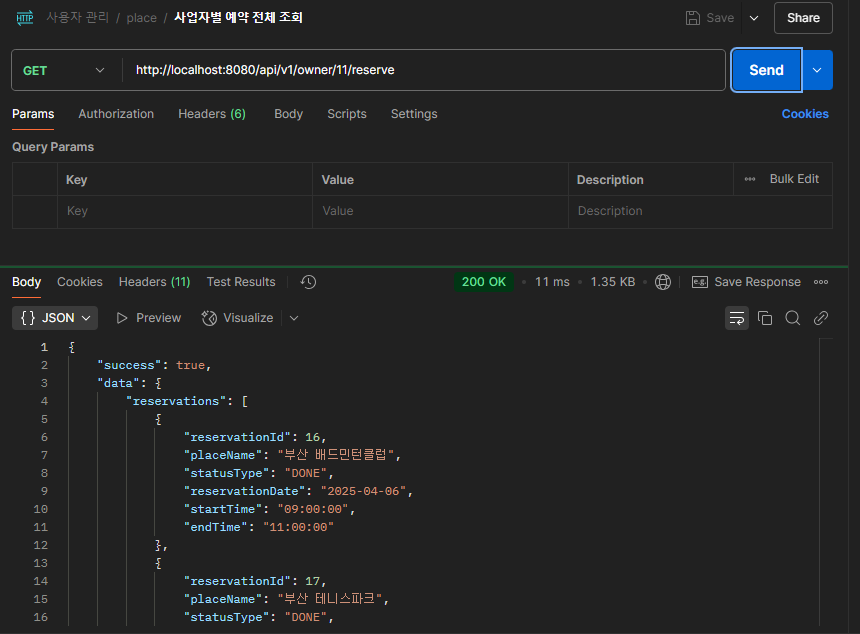 HTTP 사용자 관리 / place / 사업자별 예약 전체 조회 Save Share
GET http://localhost:8080/api/v1/owner/11/reserve Send
Params Authorization Headers (6) Body Scripts Settings Cookies
Query Params
Key Value Description Bulk Edit
Key Value Description
Body Cookies Headers (11) Test Results 200 OK 11 ms 1.35 KB e.g. Save Response
{} JSON Preview Visualize
1 {
2 "success": true,
3 "data": {
4 "reservations": [
5 {
6 "reservationId": 16,
7 "placeName": "부산 배드민턴클럽",
8 "statusType": "DONE",
9 "reservationDate": "2025-04-06",
10 "startTime": "09:00:00",
11 "endTime": "11:00:00"
12 },
13 {
14 "reservationId": 17,
15 "placeName": "부산 테니스파크",
16 "statusType": "DONE",